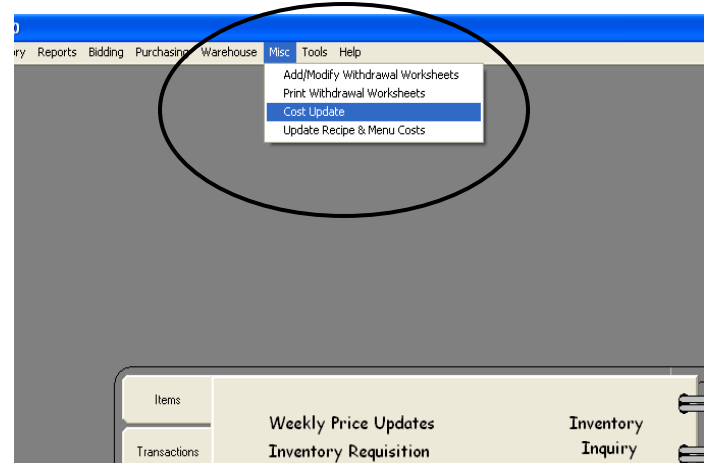 0
ry Reports Bidding Purchasing Warehouse Misc Tools Help
Add/Modify Withdrawal Worksheets
Print Withdrawal Worksheets
Cost Update
Update Recipe & Menu Costs
Items
Weekly Price Updates Inventory
Transactions Inventory Requisition Inquiry